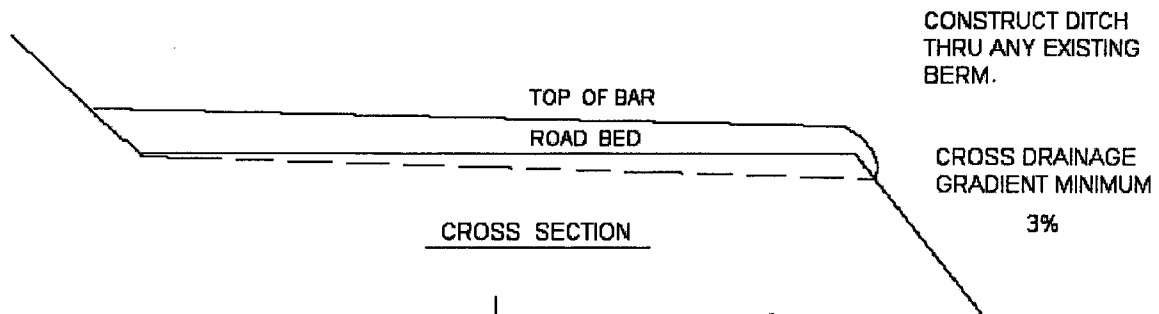 CONSTRUCT DITCH
THRU ANY EXISTING
BERM.
TOP OF BAR
ROAD BED
CROSS DRAINAGE
GRADIENT MINIMUM
3%
CROSS SECTION